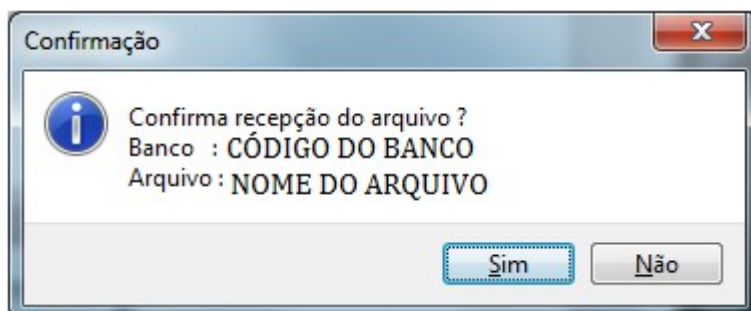 Confirmação
Confirma recepção do arquivo ?
Banco : CÓDIGO DO BANCO
Arquivo : NOME DO ARQUIVO
Sim Não